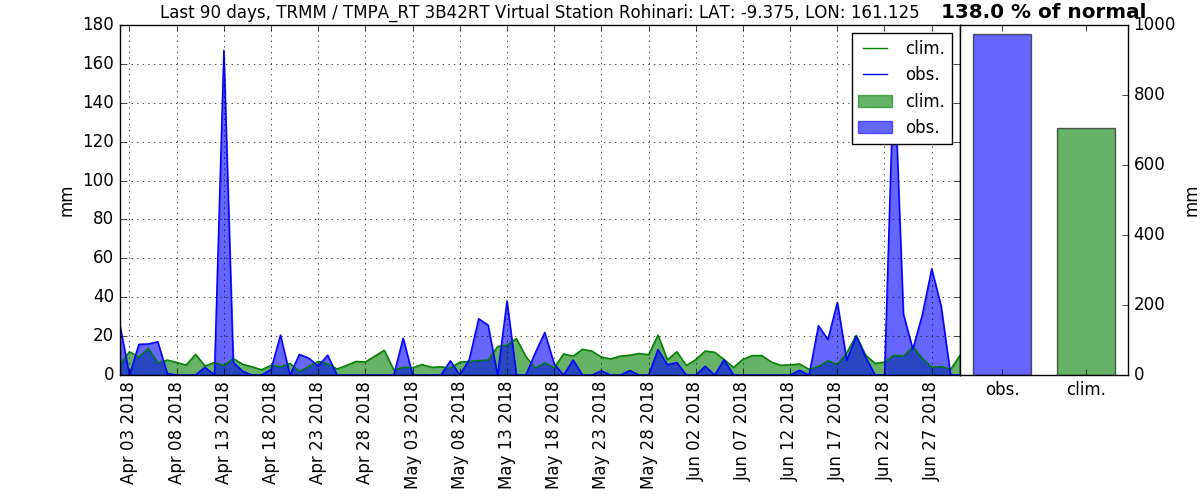 Last 90 days, TRMM / TMPA_RT 3B42RT Virtual Station Rohinari: LAT: -9.375, LON: 161.125
138.0 % of normal
180
160
140
120
100
80
60
40
20
0
mm
clim.
obs.
clim.
obs.
Apr 03 2018
Apr 08 2018
Apr 13 2018
Apr 18 2018
Apr 23 2018
Apr 28 2018
May 03 2018
May 08 2018
May 13 2018
May 18 2018
May 23 2018
May 28 2018
Jun 02 2018
Jun 07 2018
Jun 12 2018
Jun 17 2018
Jun 22 2018
Jun 27 2018
1000
800
600
400
200
0
mm
obs.
clim.